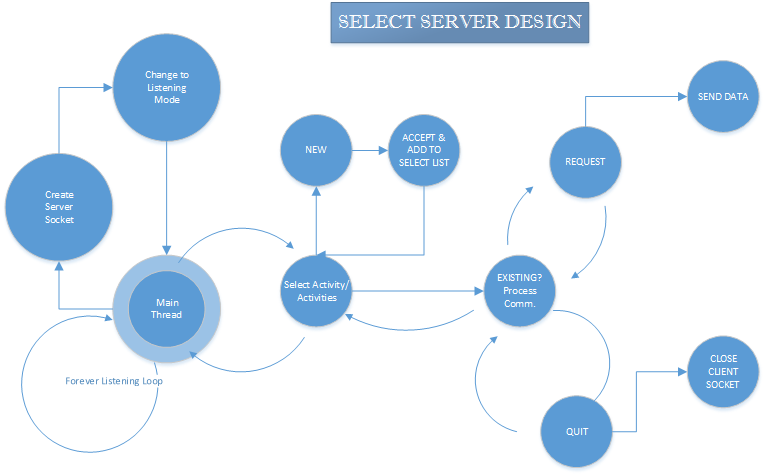 SELECT SERVER DESIGN
Change to
Listening
Mode
SEND DATA
NEW
ACCEPT &
ADD TO
SELECT LIST
REQUEST
Create
Server
Socket
Main
Thread
Select Activity/
Activities
EXISTING?
Process
Comm.
Forever Listening Loop
CLOSE
CLIENT
SOCKET
QUIT